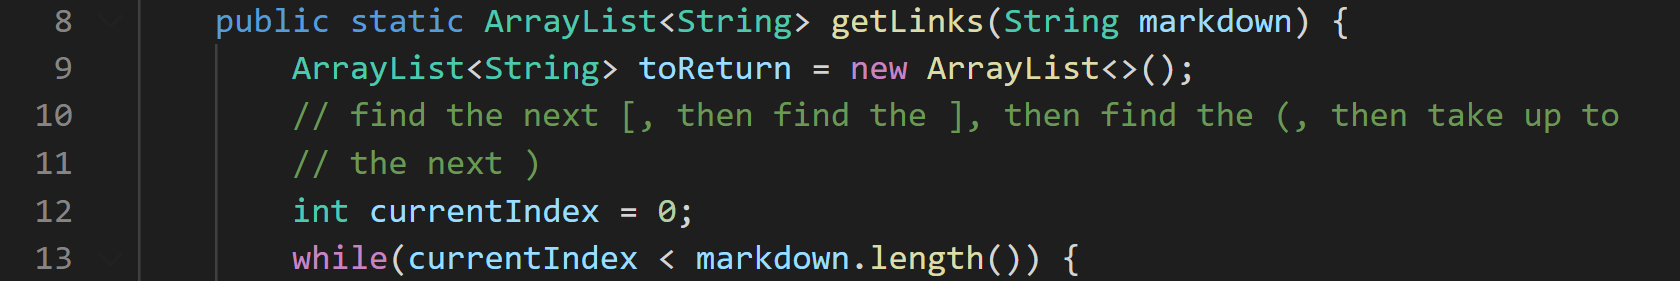 8 public static ArrayList<String> getLinks(String markdown) {
9 ArrayList<String> toReturn = new ArrayList<>();
10 // find the next [, then find the ], then find the (, then take up to
11 // the next )
12 int currentIndex = 0;
13 while(currentIndex < markdown.length()) {